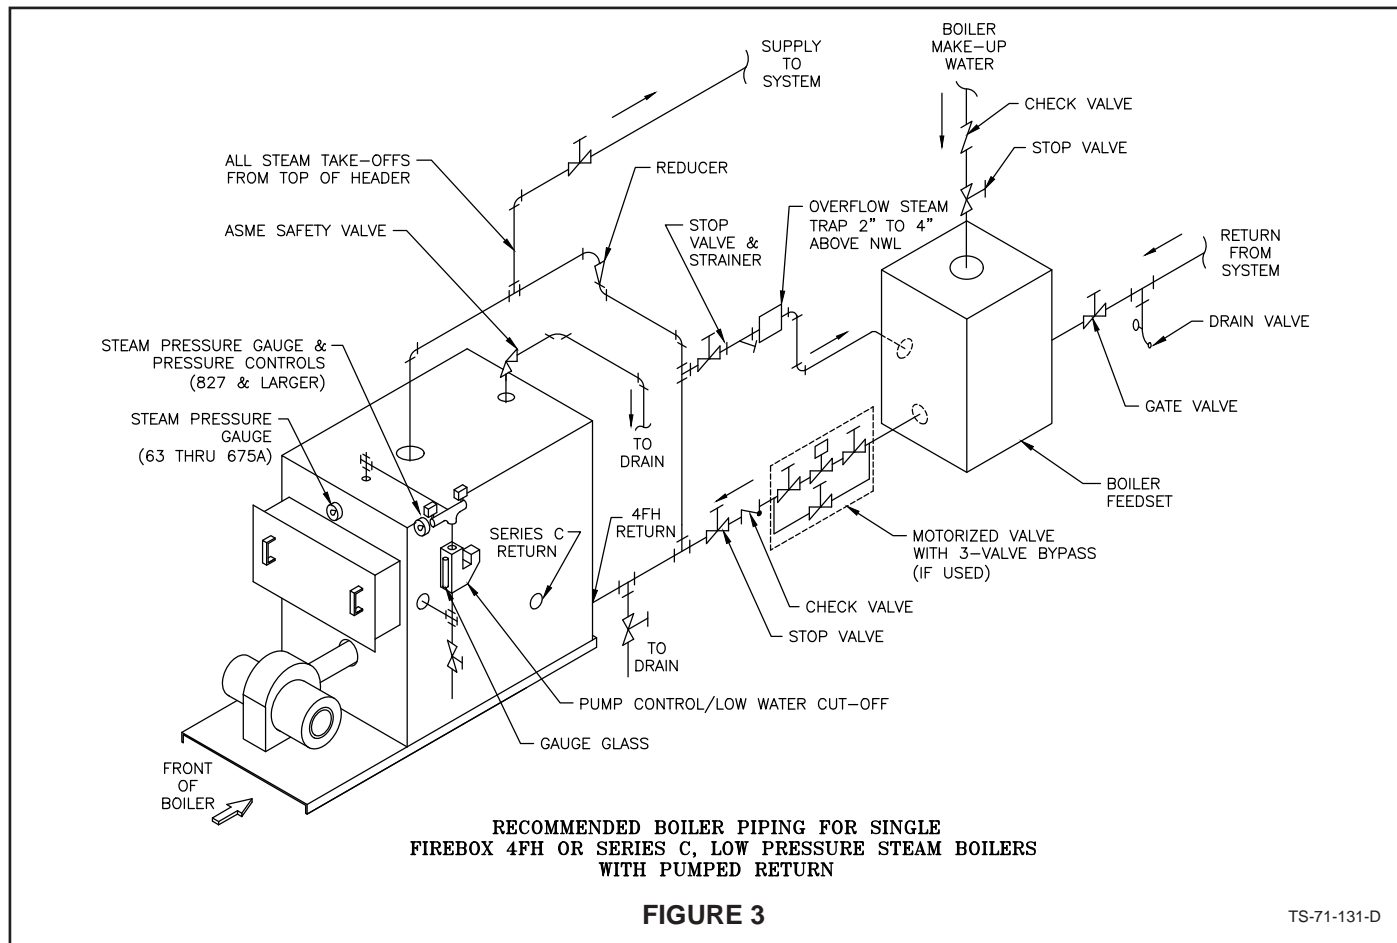 BOILER
MAKE-UP
WATER
SUPPLY
TO
SYSTEM
CHECK VALVE
STOP VALVE
ALL STEAM TAKE-OFFS
FROM TOP OF HEADER
REDUCER
ASME SAFETY VALVE
STOP
VALVE &
STRAINER
OVERFLOW STEAM
TRAP 2" TO 4"
ABOVE NWL
RETURN
FROM
SYSTEM
DRAIN VALVE
STEAM PRESSURE GAUGE &
PRESSURE CONTROLS
(827 & LARGER)
STEAM PRESSURE
GAUGE
(63 THRU 675A)
TO
DRAIN
GATE VALVE
BOILER
FEEDSET
SERIES C
RETURN
4FH
RETURN
MOTORIZED VALVE
WITH 3-VALVE BYPASS
(IF USED)
CHECK VALVE
STOP VALVE
TO
DRAIN
PUMP CONTROL/LOW WATER CUT-OFF
GAUGE GLASS
FRONT
OF
BOILER
RECOMMENDED BOILER PIPING FOR SINGLE
FIREBOX 4FH OR SERIES C, LOW PRESSURE STEAM BOILERS
WITH PUMPED RETURN
FIGURE 3
TS-71-131-D